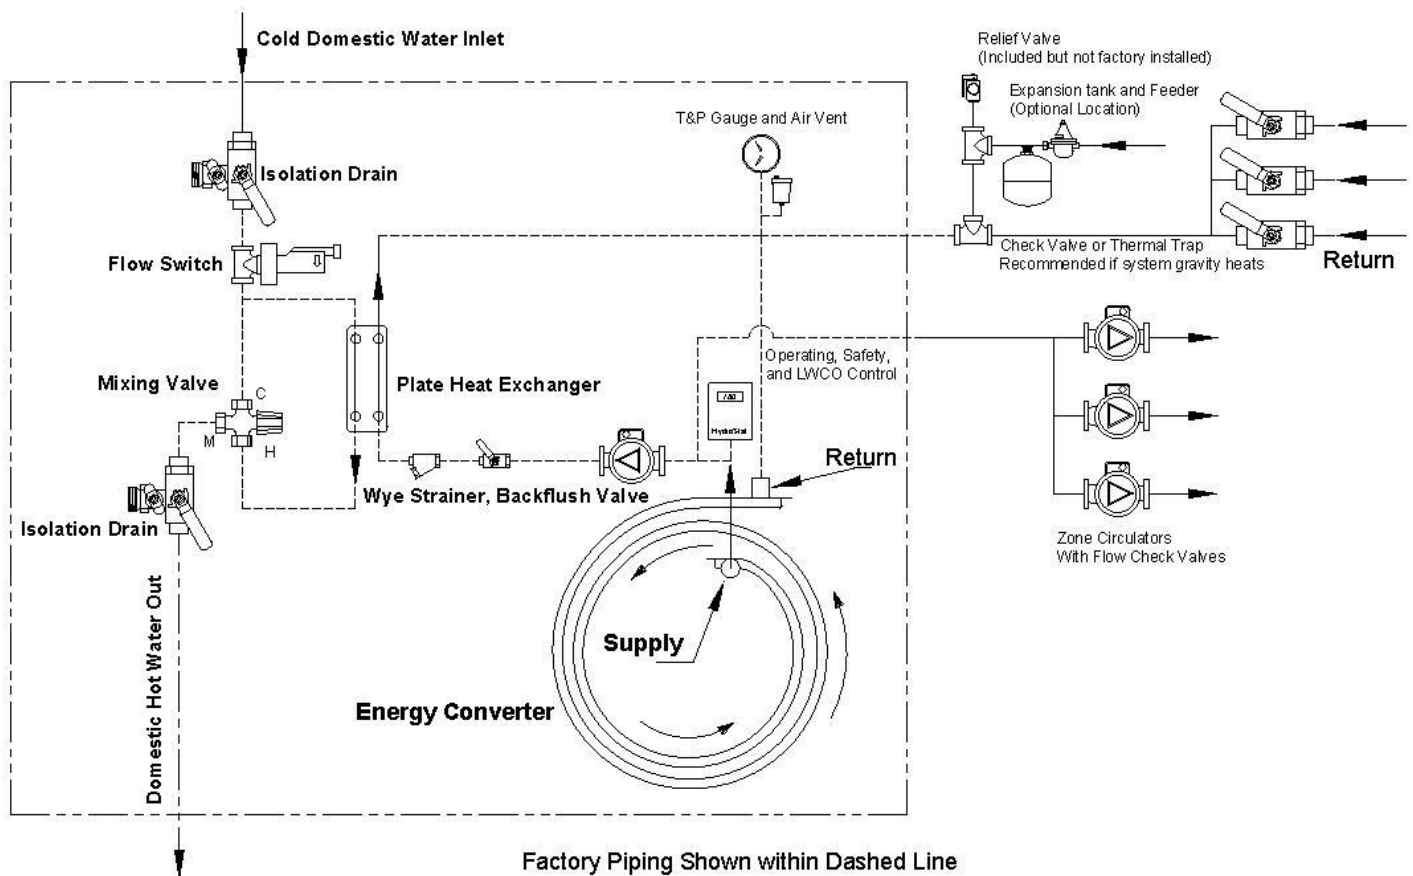 Cold Domestic Water Inlet
Relief Valve
(Included but not factory installed)
Expansion tank and Feeder
(Optional Location)
T&P Gauge and Air Vent
Isolation Drain
Flow Switch
Check Valve or Thermal Trap
Recommended if system gravity heats
Return
Operating, Safety,
and LWCO Control
Mixing Valve
C
Plate Heat Exchanger
M
H
HydroStat
Return
Wye Strainer, Backflush Valve
Isolation Drain
Zone Circulators
With Flow Check Valves
Supply
Energy Converter
Domestic Hot Water Out
Factory Piping Shown within Dashed Line